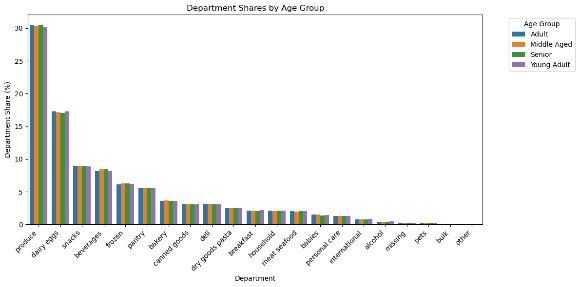 Department Shares by Age Group
Age Group
Adult
Middle Aged
Senior
Young Adult
Department Share (%)
30
25
20
15
10
5
0
produce
dairy eggs
snacks
beverages
frozen
pantry
bakery
canned goods
deli
dry goods pasta
breakfast
household
meat seafood
babies
personal care
international
alcohol
missing
pets
bulk
other
Department